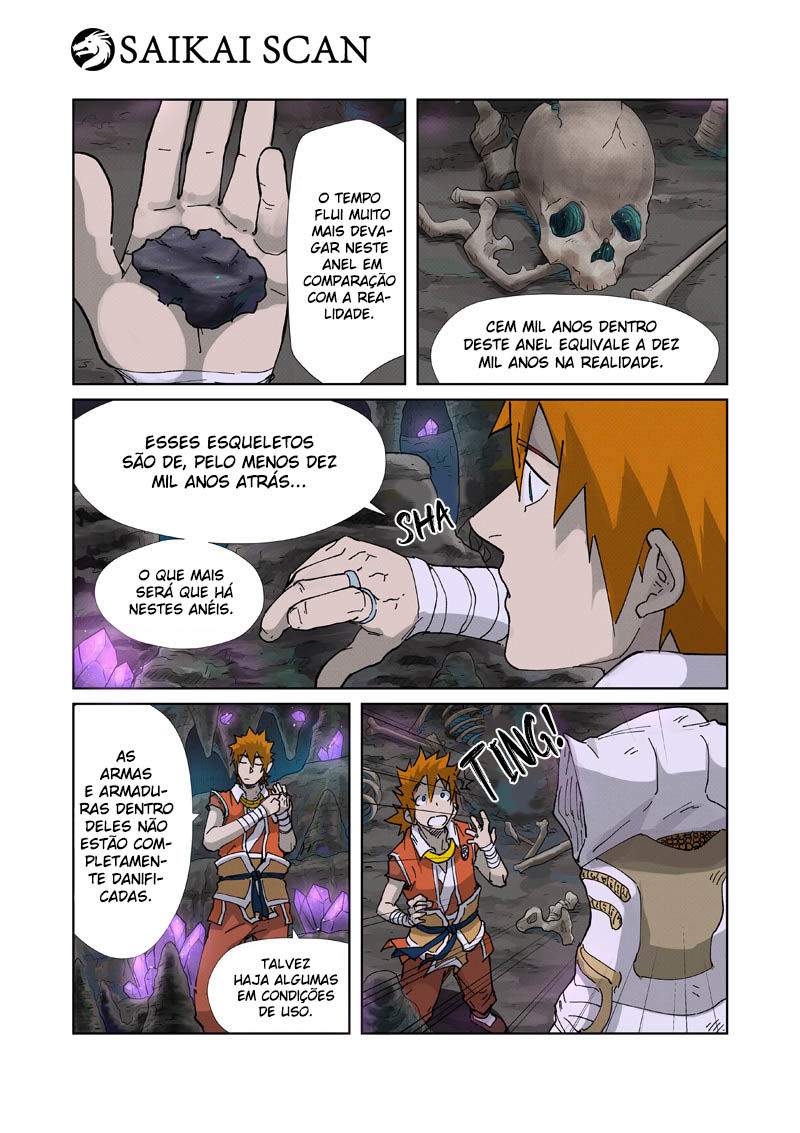 SAIKAI SCAN
O TEMPO
FLUI MUITO
MAIS DEVA-
GAR NESTE
ANEL EM
COMPARAÇÃO
COM A REA-
LIDADE.
CEM MIL ANOS DENTRO
DESTE ANEL EQUIVALE A DEZ
MIL ANOS NA REALIDADE.
ESSES ESQUELETOS
SÃO DE, PELO MENOS DEZ
MIL ANOS ATRÁS...
SHA
O QUE MAIS
SERÁ QUE HÁ
NESTES ANÉIS.
AS
ARMAS
E ARMADU-
RAS DENTRO
DELES NÃO
ESTÃO COM-
PLETAMEN-
TE DANIFI-
CADAS.
TALVEZ
HAJA ALGUMAS
EM CONDIÇÕES
DE USO.
TING!